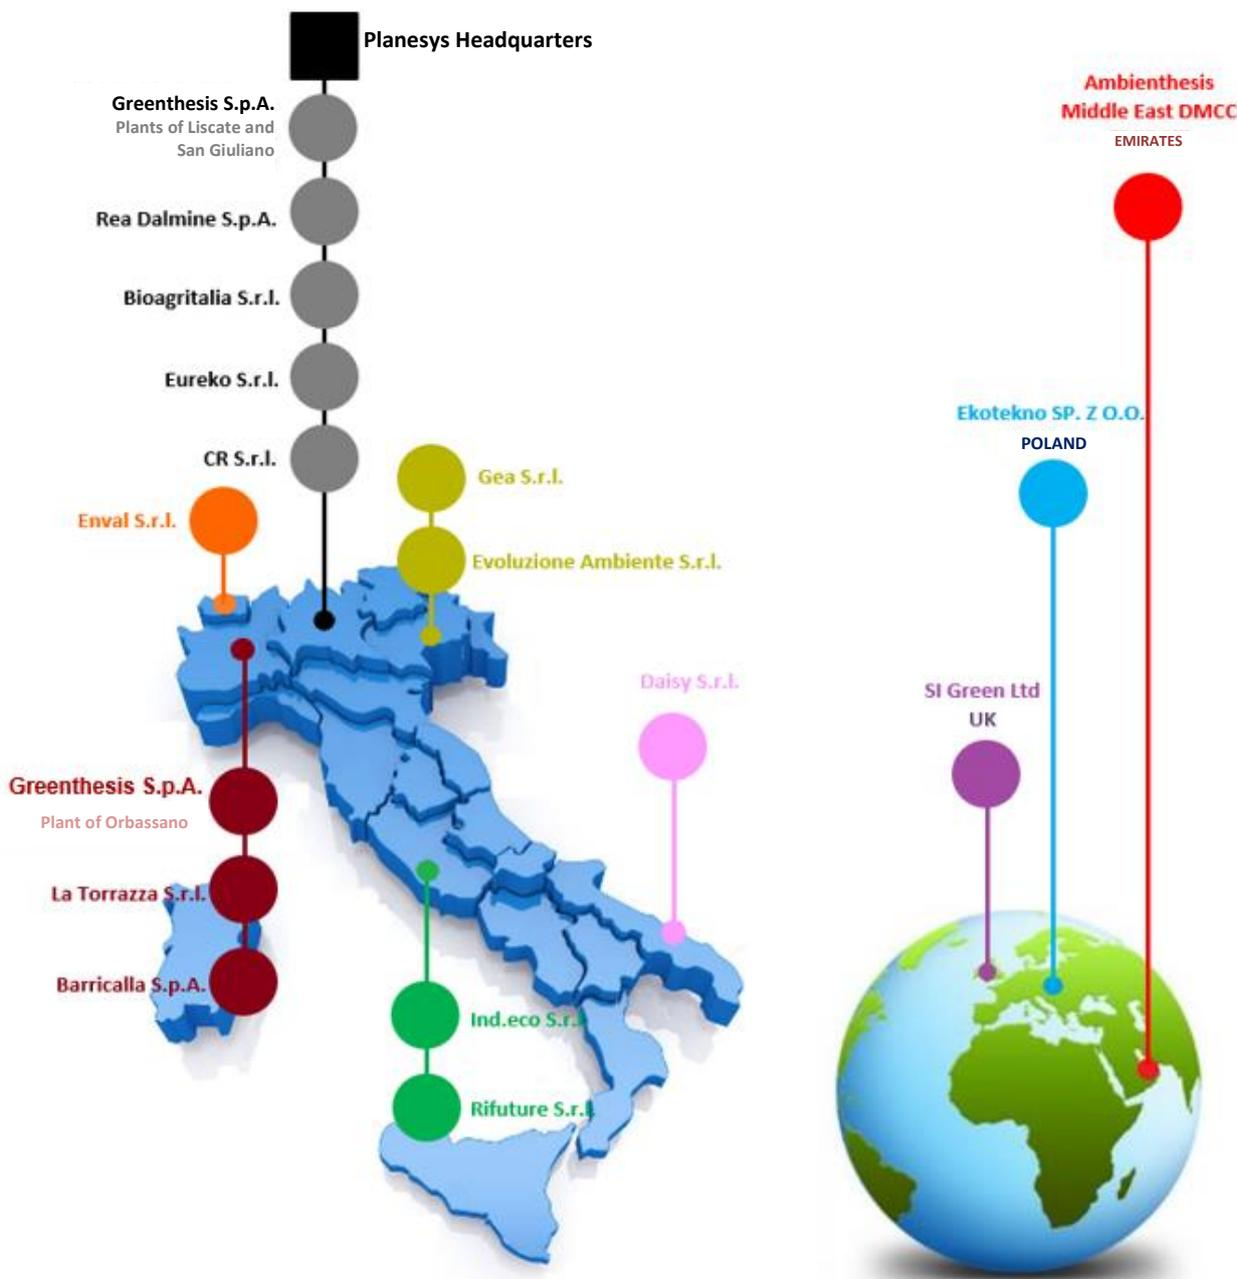 Planesys Headquarters
Greenthesis S.p.A.
Plants of Liscate and
San Giuliano
Rea Dalmine S.p.A.
Bioagritalia S.r.l.
Eureko S.r.l.
CR S.r.l.
Gea S.r.l.
Enval S.r.l.
Evoluzione Ambiente S.r.l.
Daisy S.r.l.
Greenthesis S.p.A.
Plant of Orbassano
La Torrazza S.r.l.
Barricalla S.p.A.
Ind.eco S.r.l
Rifuture S.r.l
Ambienthesis
Middle East DMCC
EMIRATES
Ekotekno SP. Z O.O.
POLAND
SI Green Ltd
UK